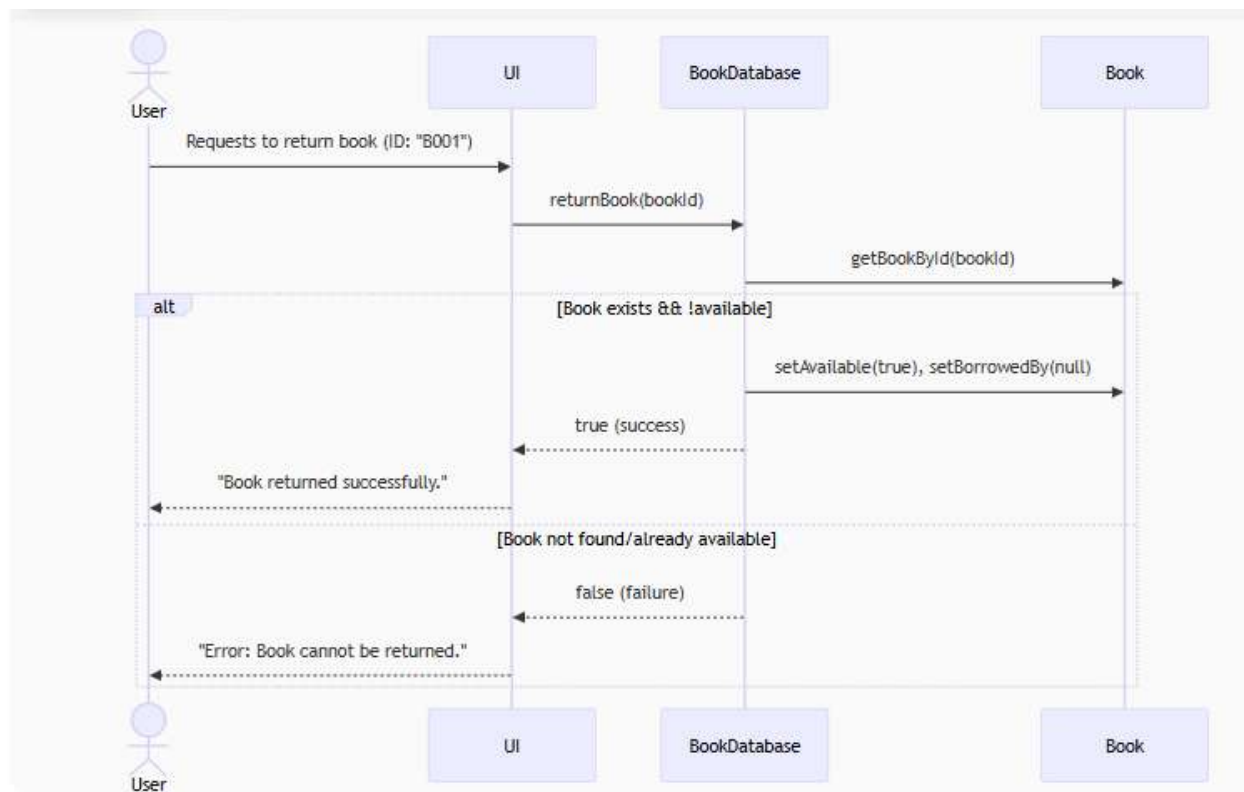 UI
BookDatabase
Book
User
Requests to return book (ID: "B001")
returnBook(bookId)
getBookById(bookId)
alt
[Book exists && !available]
setAvailable(true), setBorrowedBy(null)
true (success)
"Book returned successfully."
[Book not found/already available]
false (failure)
"Error: Book cannot be returned."
UI
BookDatabase
Book
User